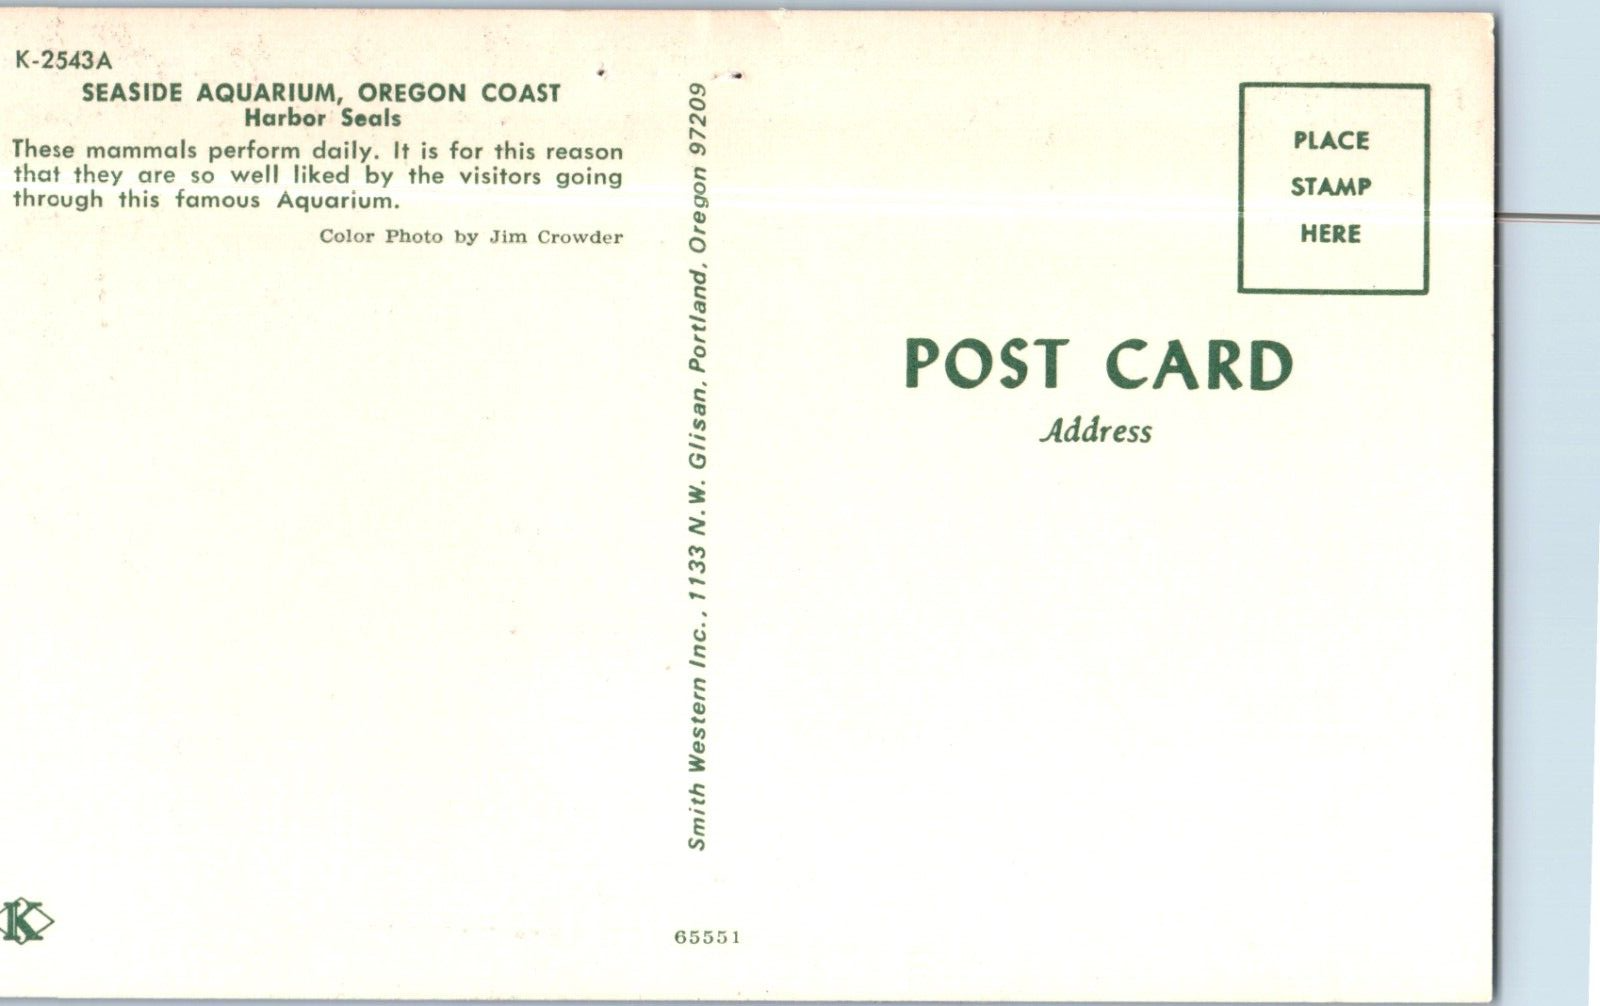 K-2543A
SEASIDE AQUARIUM, OREGON COAST
Harbor Seals
These mammals perform daily. It is for this reason
that they are so well liked by the visitors going
through this famous Aquarium.
Color Photo by Jim Crowder
K
Smith Western Inc., 1133 N.W. Glisan, Portland, Oregon 97209
65551
PLACE
STAMP
HERE
POST CARD
Address